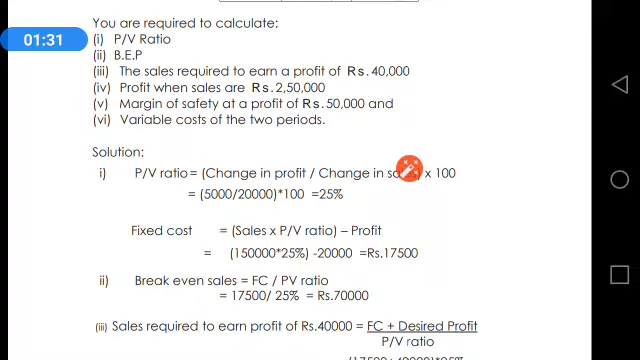 You are required to calculate:
01:31
(i) P/V Ratio
(ii) B.E.P
(iii) The sales required to earn a profit of Rs.40,000
(iv) Profit when sales are Rs.2,50,000
(v) Margin of safety at a profit of Rs.50,000 and
(vi) Variable costs of the two periods.
Solution:
i) P/V ratio = (Change in profit / Change in sales) x 100
= (5000/20000)*100 =25%
Fixed cost = (Sales x P/V ratio) – Profit
= (150000*25%) -20000 =Rs.17500
ii) Break even sales = FC / PV ratio
= 17500/ 25% = Rs.70000
(iii) Sales required to earn profit of Rs.40000 = FC + Desired Profit
P/V ratio